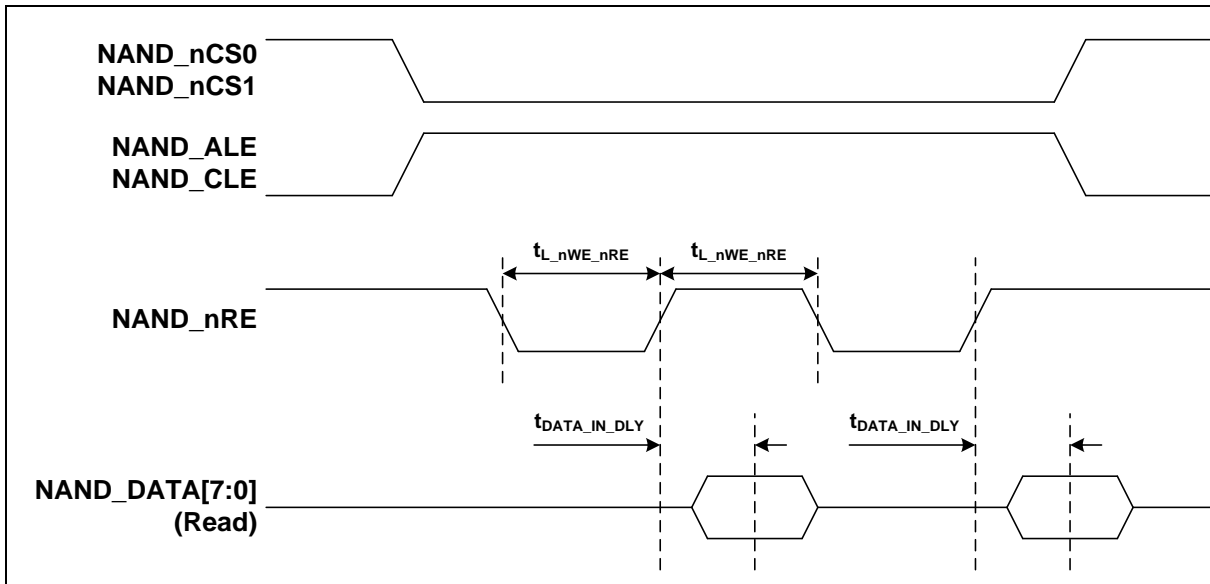 NAND_nCS0
NAND_nCS1
NAND_ALE
NAND_CLE
tL_nWE_nRE tL_nWE_nRE
NAND_nRE
tDATA_IN_DLY tDATA_IN_DLY
NAND_DATA[7:0]
(Read)